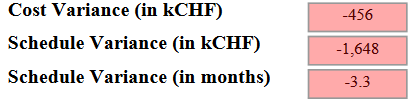 Cost Variance (in kCHF) -456
Schedule Variance (in kCHF) -1,648
Schedule Variance (in months) -3.3